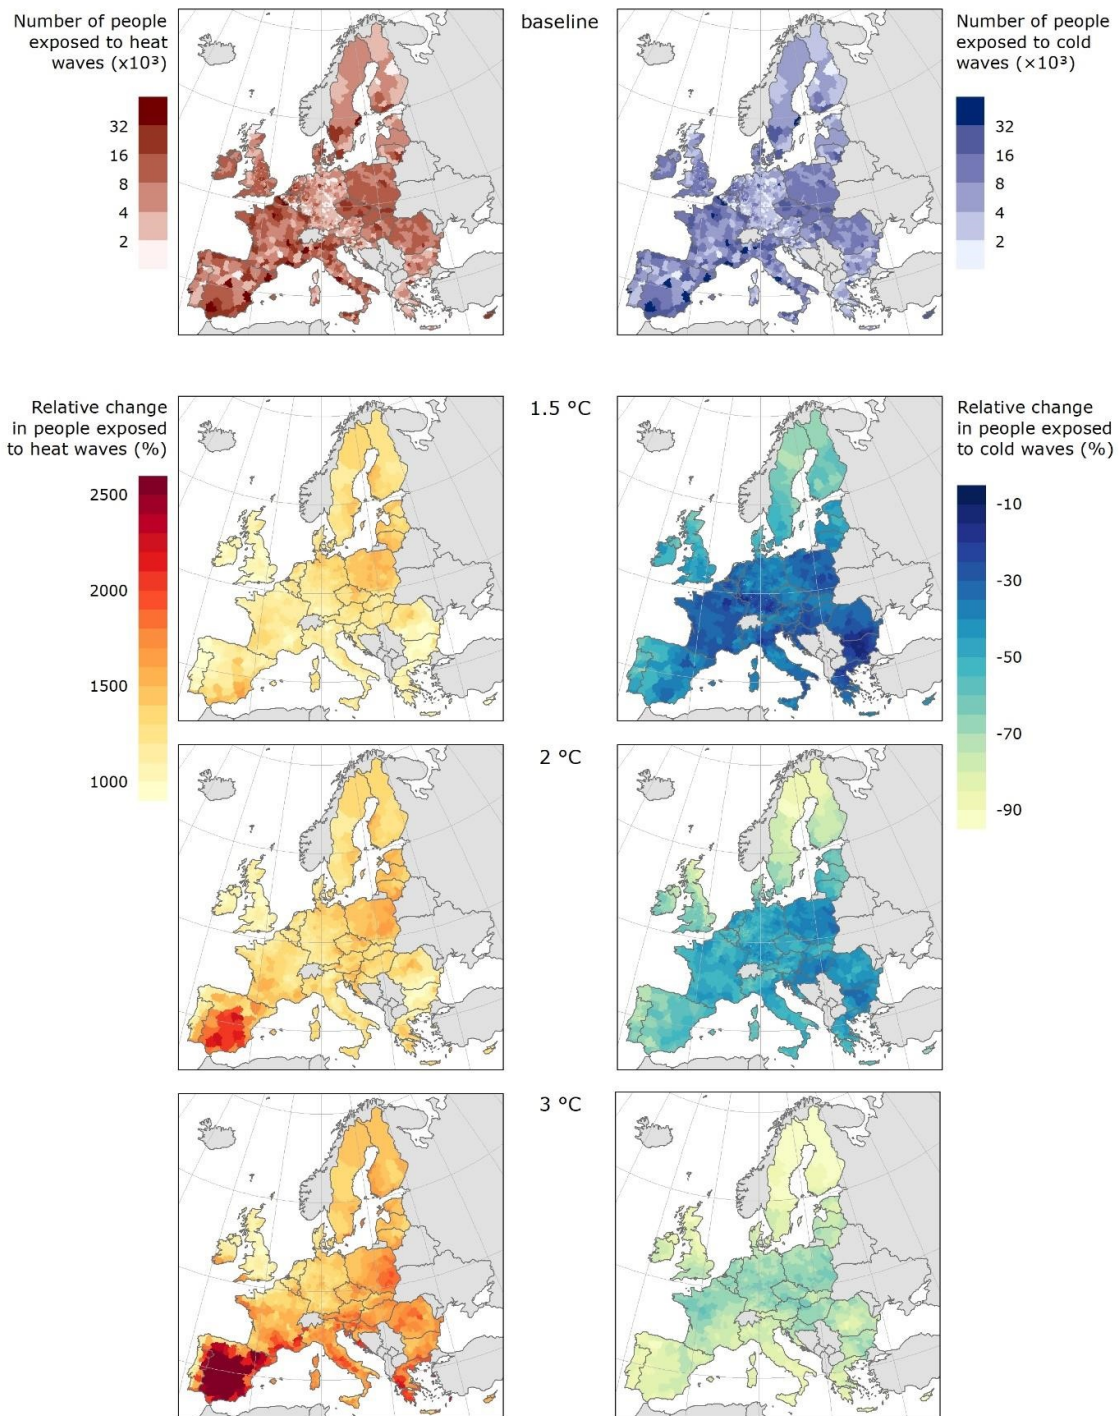 Number of people
exposed to heat
waves (x10³)
32
16
8
4
2
baseline
Number of people
exposed to cold
waves (×10³)
32
16
8
4
2
Relative change
in people exposed
to heat waves (%)
2500
2000
1500
1000
1.5 °C
Relative change
in people exposed
to cold waves (%)
-10
-30
-50
-70
-90
2 °C
3 °C